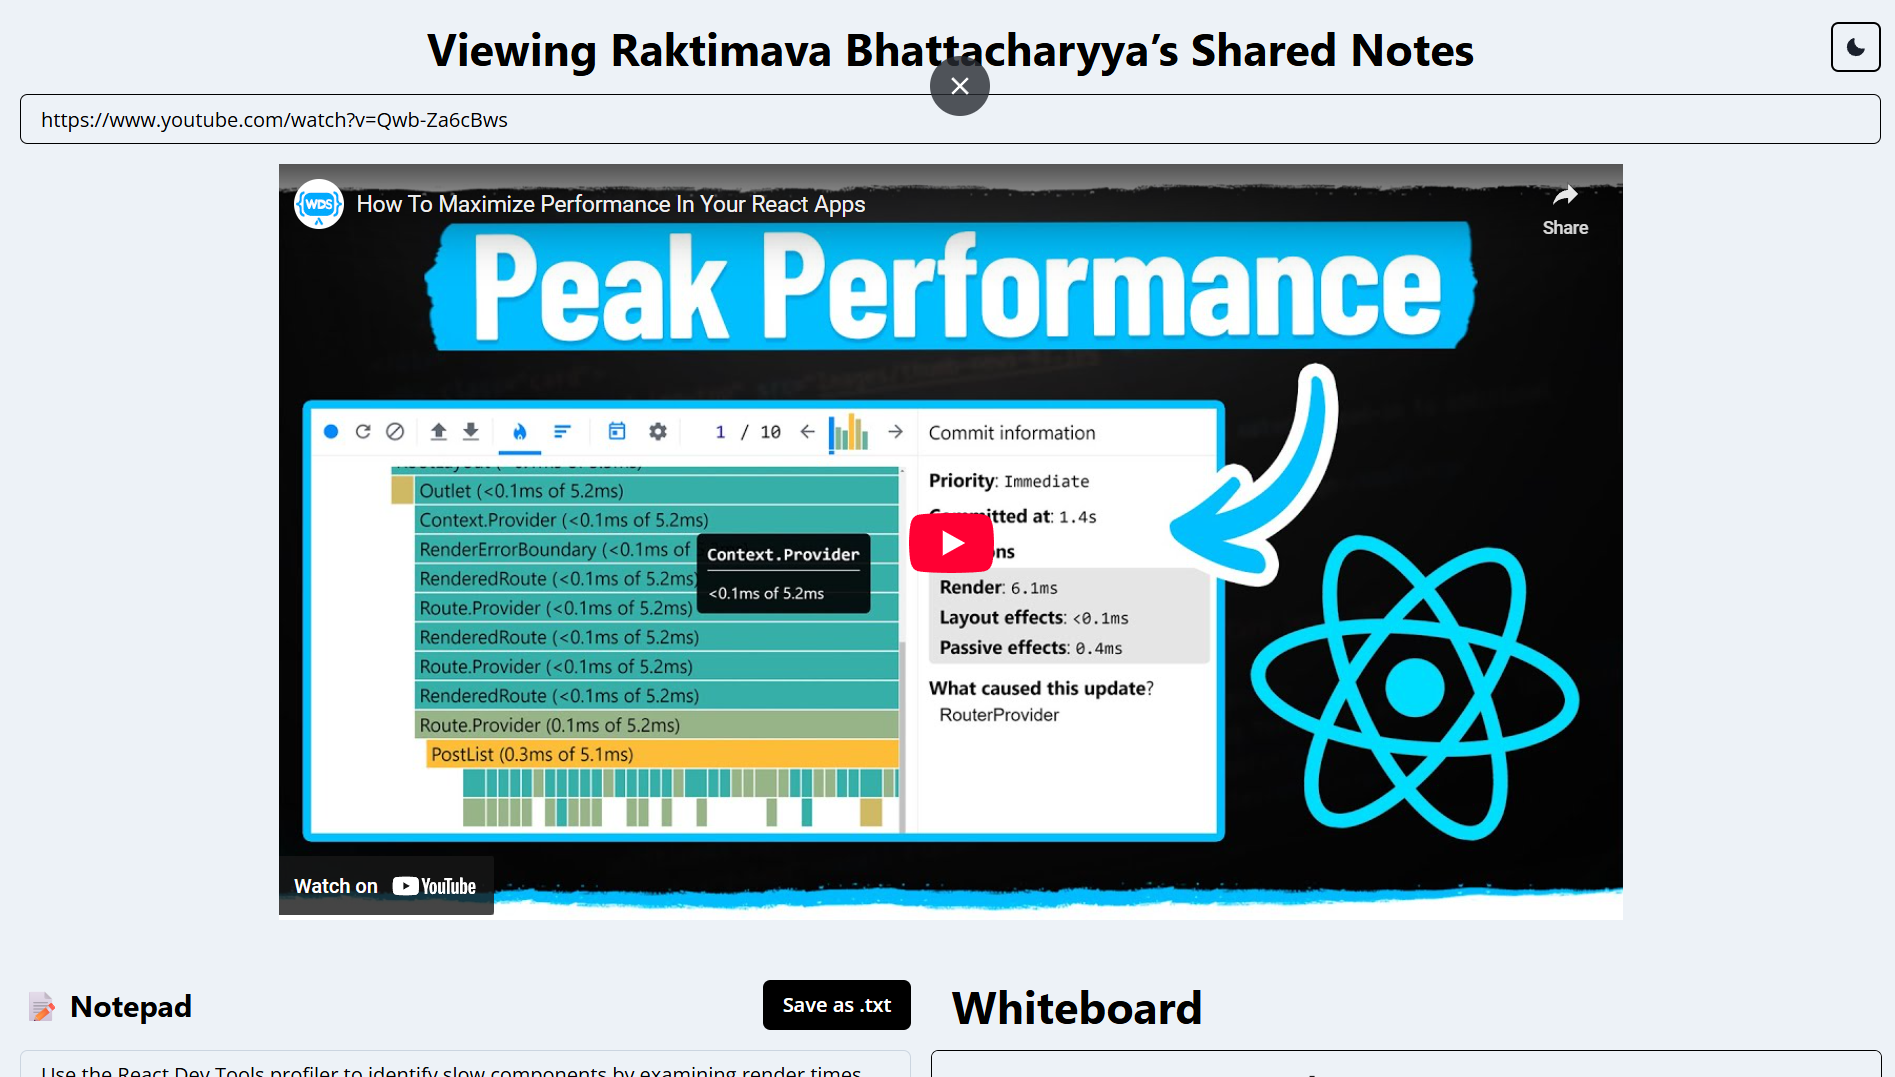 Viewing Raktimava Bhattacharyya’s Shared Notes
https://www.youtube.com/watch?v=Qwb-Za6cBws
WDS
How To Maximize Performance In Your React Apps
Share
Peak Performance
1 / 10
Commit information
Outlet (<0.1ms of 5.2ms)
Context.Provider (<0.1ms of 5.2ms)
RenderErrorBoundary (<0.1ms of
RenderedRoute (<0.1ms of 5.2ms)
Route.Provider (<0.1ms of 5.2ms)
RenderedRoute (<0.1ms of 5.2ms)
Route.Provider (<0.1ms of 5.2ms)
RenderedRoute (<0.1ms of 5.2ms)
Route.Provider (0.1ms of 5.2ms)
PostList (0.3ms of 5.1ms)
Context.Provider
<0.1ms of 5.2ms
Priority: Immediate
at: 1.4s
Render: 6.1ms
Layout effects: <0.1ms
Passive effects: 0.4ms
What caused this update?
RouterProvider
Watch on YouTube
Notepad
Save as .txt
Whiteboard
Use the React Dev Tools profiler to identify slow components by examining render times